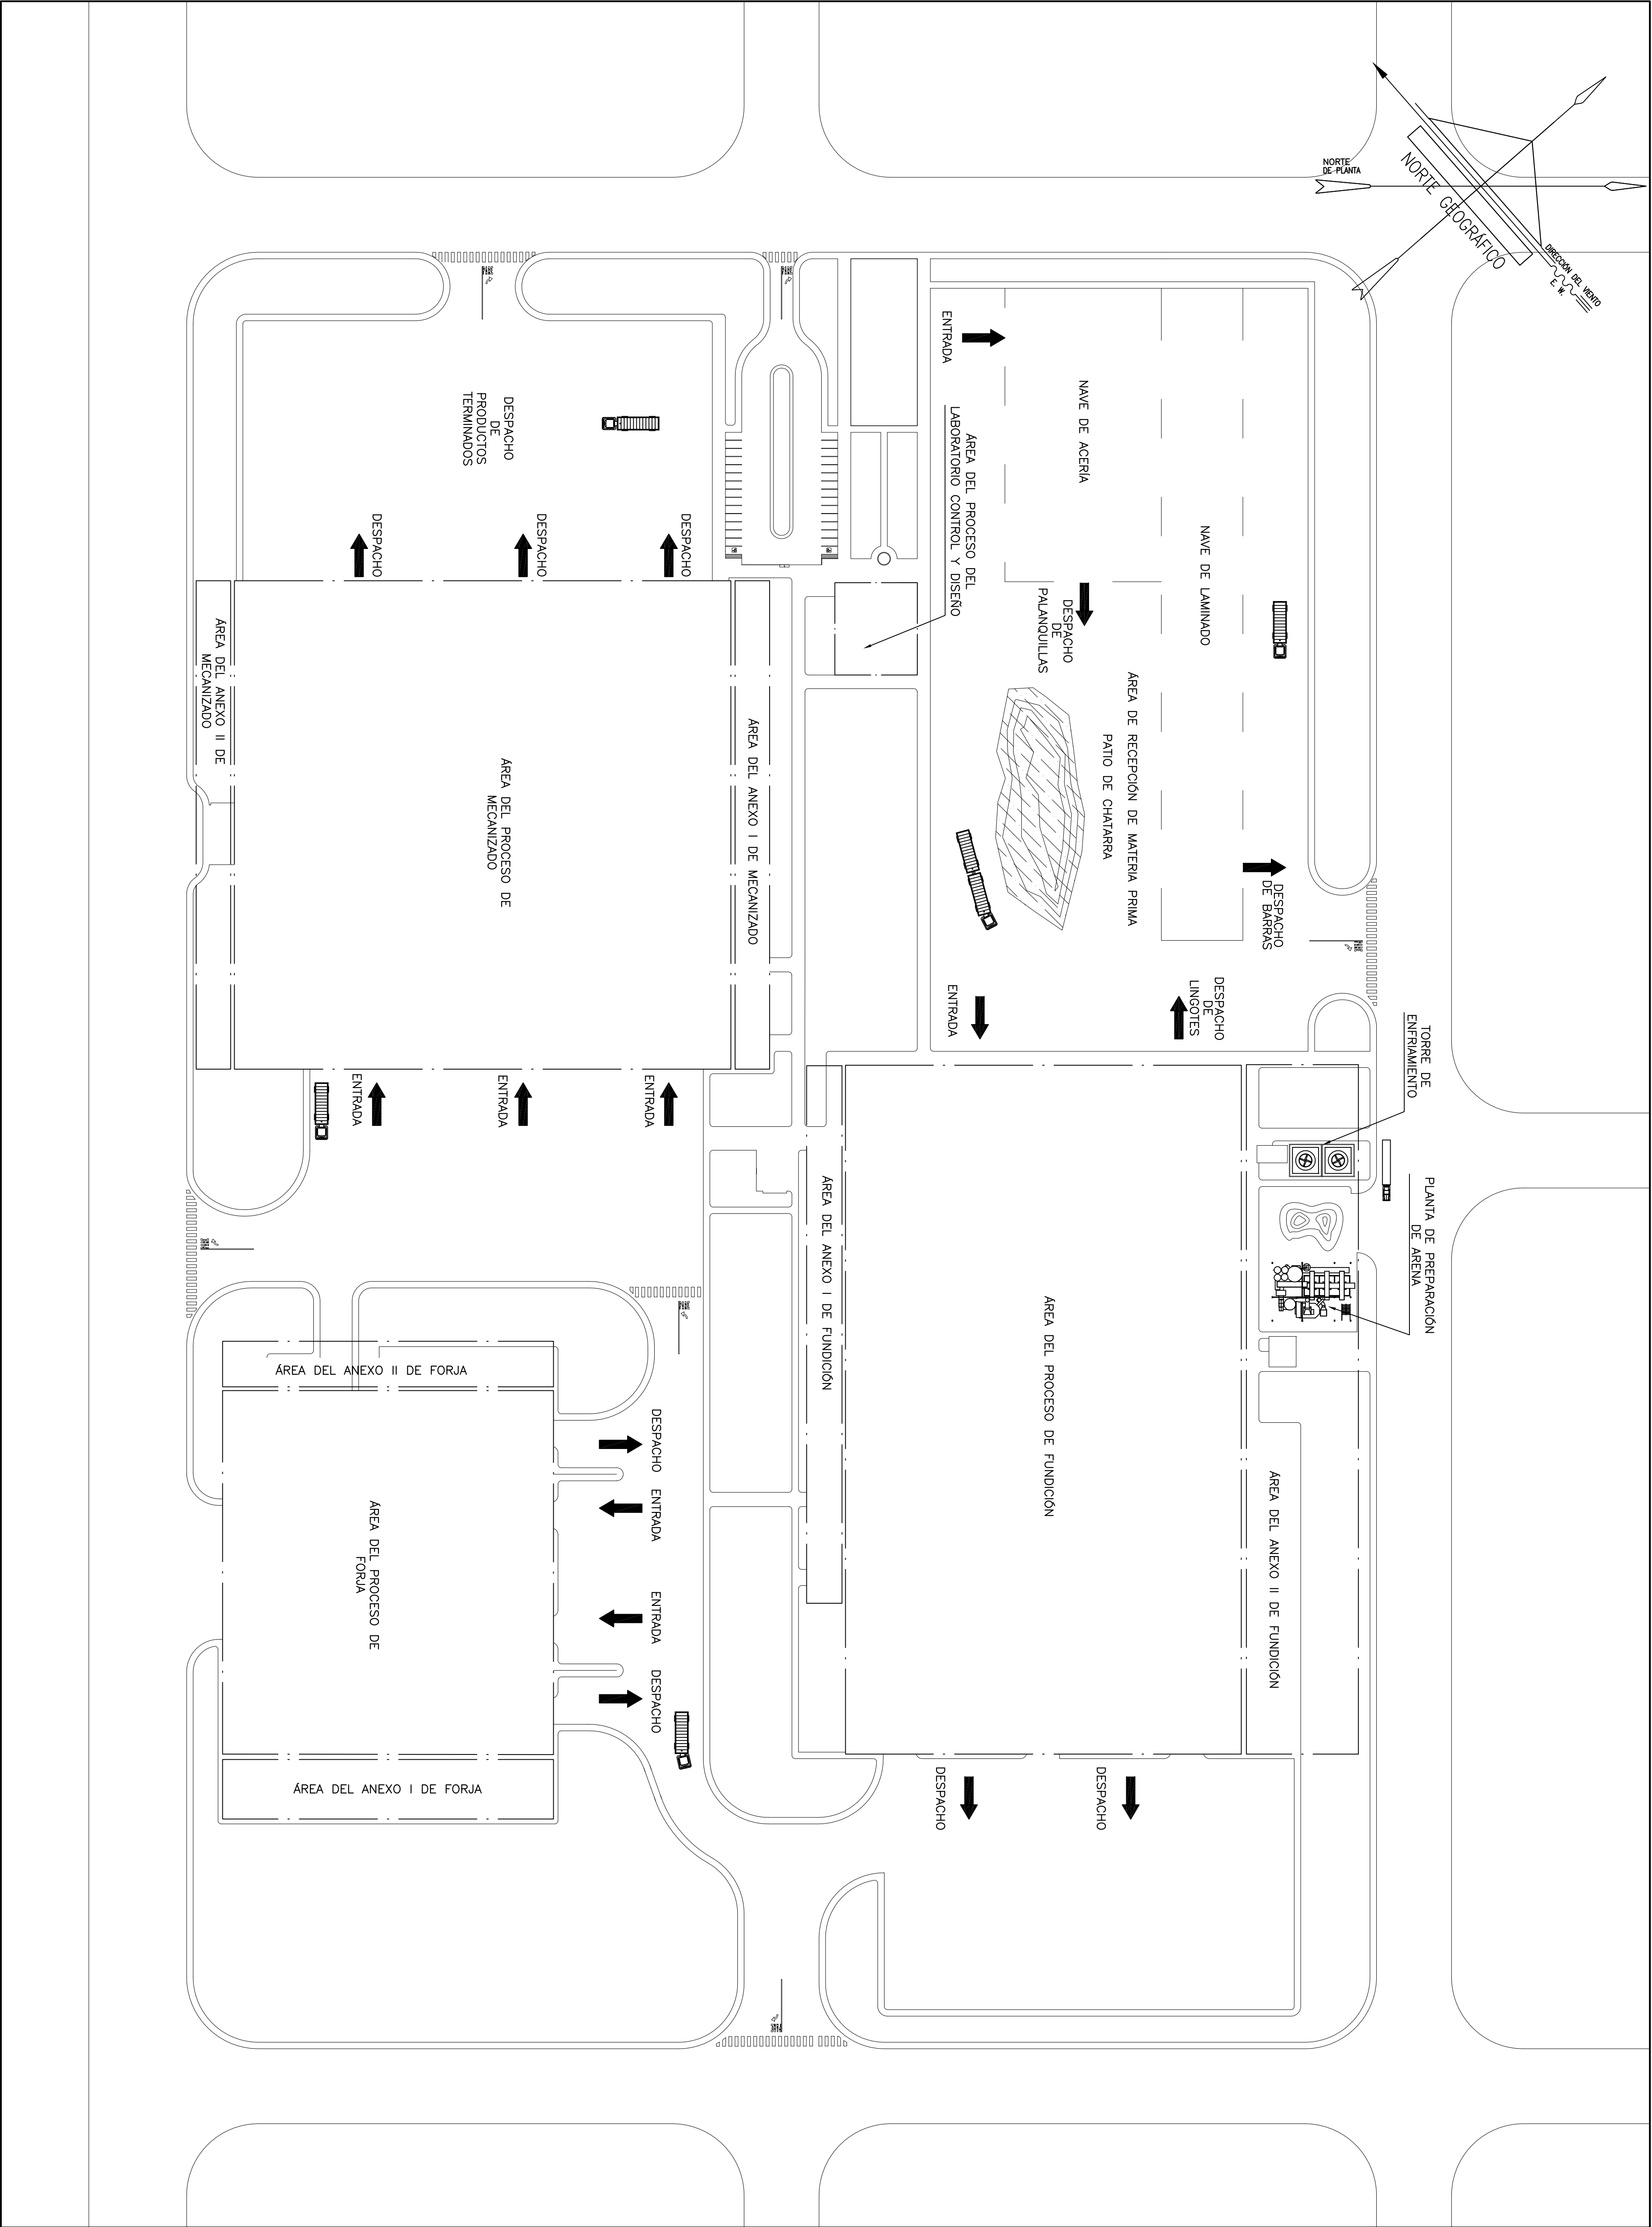 NORTE
DE PLANTA
NORTE GEOGRÁFICO
DIRECCIÓN DEL VIENTO
E. W.
ENTRADA
NAVE DE ACERÍA
NAVE DE LAMINADO
ÁREA DEL PROCESO DEL
LABORATORIO CONTROL Y DISEÑO
DESPACHO
DE
PALANQUILLAS
ÁREA DE RECEPCIÓN DE MATERIA PRIMA
PATIO DE CHATARRA
DESPACHO
DE BARRAS
DESPACHO
DE
LINGOTES
ENTRADA
TORRE DE
ENFRIAMIENTO
PLANTA DE PREPARACIÓN
DE ARENA
DESPACHO
DE
PRODUCTOS
TERMINADOS
DESPACHO
DESPACHO
DESPACHO
ÁREA DEL ANEXO II DE
MECANIZADO
ÁREA DEL PROCESO DE
MECANIZADO
ÁREA DEL ANEXO I DE MECANIZADO
ENTRADA
ENTRADA
ENTRADA
ÁREA DEL ANEXO I DE FUNDICIÓN
ÁREA DEL PROCESO DE FUNDICIÓN
ÁREA DEL ANEXO II DE FUNDICIÓN
ÁREA DEL ANEXO II DE FORJA
DESPACHO
ENTRADA
ENTRADA
DESPACHO
ÁREA DEL PROCESO DE
FORJA
ÁREA DEL ANEXO I DE FORJA
DESPACHO
DESPACHO